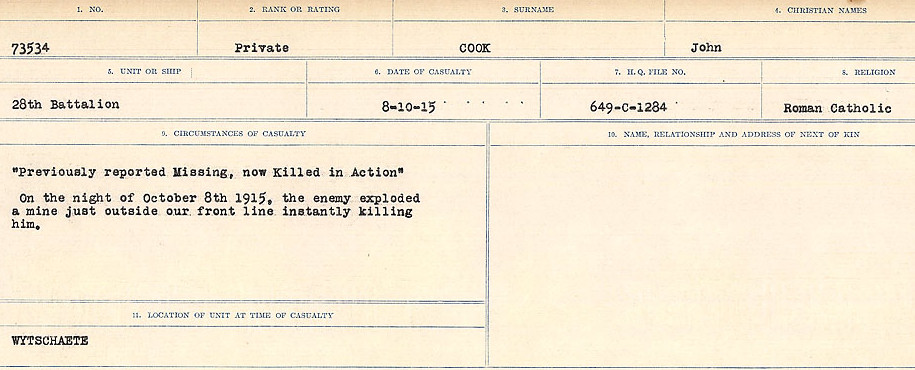 1. NO.
2. RANK OR RATING
3. SURNAME
4. CHRISTIAN NAMES
73534
Private
COOK
John
5. UNIT OR SHIP
6. DATE OF CASUALTY
7. H. Q. FILE NO.
8. RELIGION
28th Battalion
8-10-15
649-C-1284
Roman Catholic
9. CIRCUMSTANCES OF CASUALTY
"Previously reported Missing, now Killed in Action"
On the night of October 8th 1915, the enemy exploded
a mine just outside our front line instantly killing
him.
10. NAME, RELATIONSHIP AND ADDRESS OF NEXT OF KIN
11. LOCATION OF UNIT AT TIME OF CASUALTY
WYTSCHAETE